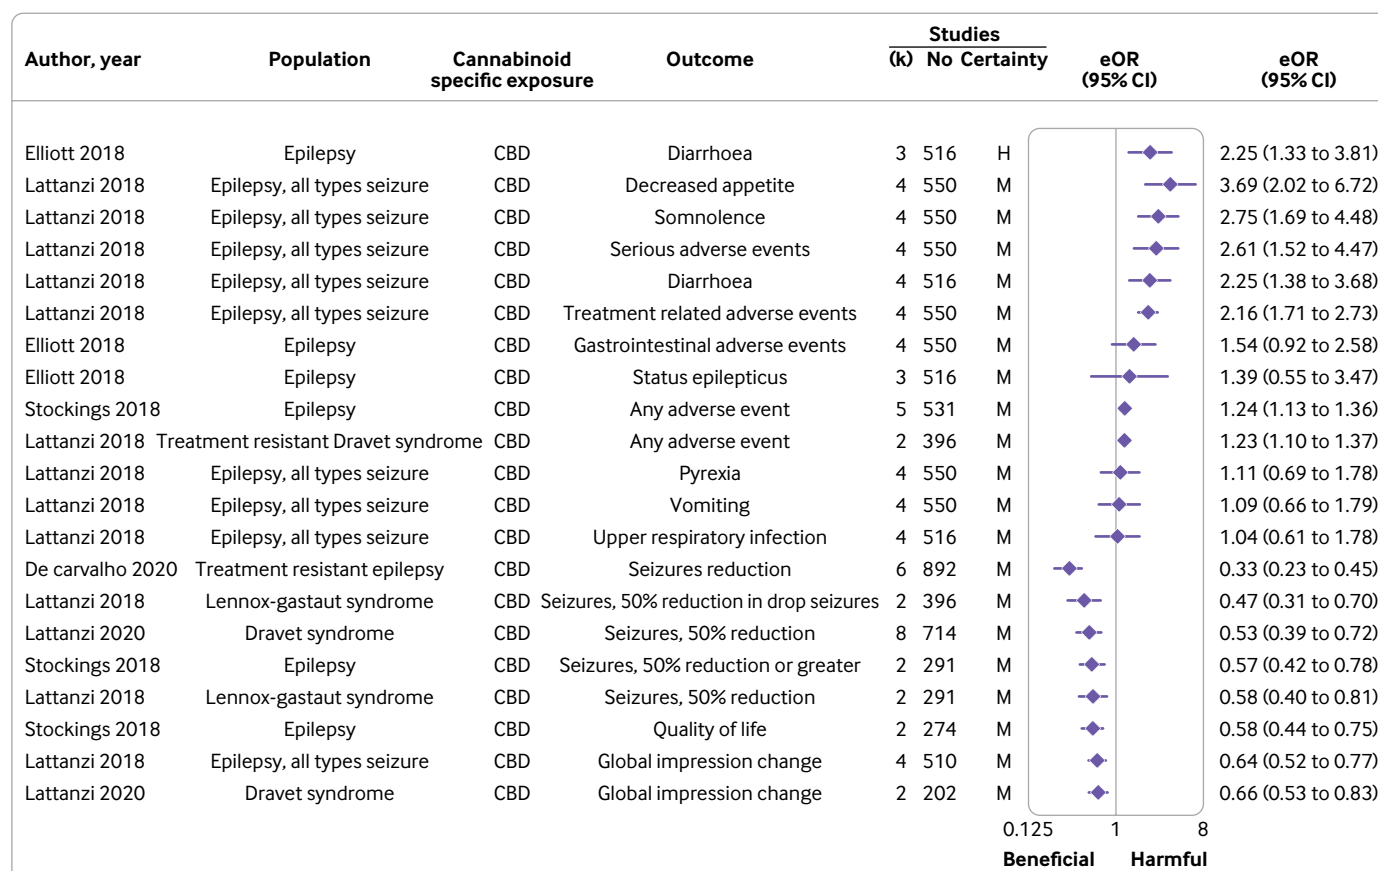 Studies
Author, year Population Cannabinoid specific exposure Outcome (k) No Certainty eOR (95% CI) eOR (95% CI)
Elliott 2018 Epilepsy CBD Diarrhoea 3 516 H 2.25 (1.33 to 3.81)
Lattanzi 2018 Epilepsy, all types seizure CBD Decreased appetite 4 550 M 3.69 (2.02 to 6.72)
Lattanzi 2018 Epilepsy, all types seizure CBD Somnolence 4 550 M 2.75 (1.69 to 4.48)
Lattanzi 2018 Epilepsy, all types seizure CBD Serious adverse events 4 550 M 2.61 (1.52 to 4.47)
Lattanzi 2018 Epilepsy, all types seizure CBD Diarrhoea 4 516 M 2.25 (1.38 to 3.68)
Lattanzi 2018 Epilepsy, all types seizure CBD Treatment related adverse events 4 550 M 2.16 (1.71 to 2.73)
Elliott 2018 Epilepsy CBD Gastrointestinal adverse events 4 550 M 1.54 (0.92 to 2.58)
Elliott 2018 Epilepsy CBD Status epilepticus 3 516 M 1.39 (0.55 to 3.47)
Stockings 2018 Epilepsy CBD Any adverse event 5 531 M 1.24 (1.13 to 1.36)
Lattanzi 2018 Treatment resistant Dravet syndrome CBD Any adverse event 2 396 M 1.23 (1.10 to 1.37)
Lattanzi 2018 Epilepsy, all types seizure CBD Pyrexia 4 550 M 1.11 (0.69 to 1.78)
Lattanzi 2018 Epilepsy, all types seizure CBD Vomiting 4 550 M 1.09 (0.66 to 1.79)
Lattanzi 2018 Epilepsy, all types seizure CBD Upper respiratory infection 4 516 M 1.04 (0.61 to 1.78)
De carvalho 2020 Treatment resistant epilepsy CBD Seizures reduction 6 892 M 0.33 (0.23 to 0.45)
Lattanzi 2018 Lennox-gastaut syndrome CBD Seizures, 50% reduction in drop seizures 2 396 M 0.47 (0.31 to 0.70)
Lattanzi 2020 Dravet syndrome CBD Seizures, 50% reduction 8 714 M 0.53 (0.39 to 0.72)
Stockings 2018 Epilepsy CBD Seizures, 50% reduction or greater 2 291 M 0.57 (0.42 to 0.78)
Lattanzi 2018 Lennox-gastaut syndrome CBD Seizures, 50% reduction 2 291 M 0.58 (0.40 to 0.81)
Stockings 2018 Epilepsy CBD Quality of life 2 274 M 0.58 (0.44 to 0.75)
Lattanzi 2018 Epilepsy, all types seizure CBD Global impression change 4 510 M 0.64 (0.52 to 0.77)
Lattanzi 2020 Dravet syndrome CBD Global impression change 2 202 M 0.66 (0.53 to 0.83)
0.125 1 8
Beneficial Harmful